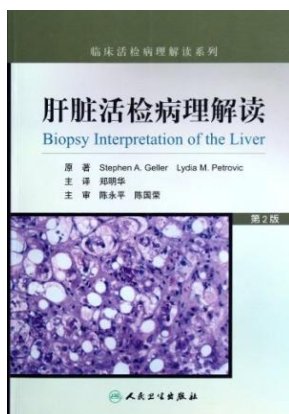 临床活检病理解读系列
肝脏活检病理解读
Biopsy Interpretation of the Liver
原 著 Stephen A. Geller Lydia M. Petrovic
主 译 郑明华
主 审 陈永平 陈国荣
第2版
人民卫生出版社